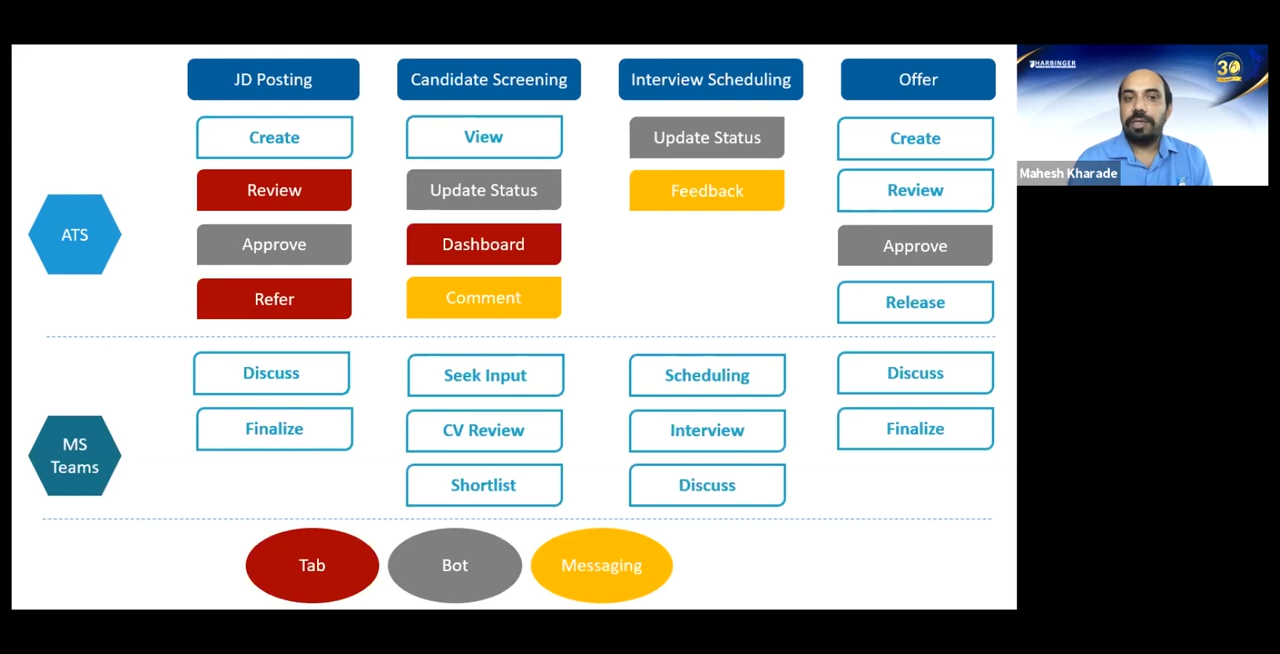 JD Posting
Candidate Screening
Interview Scheduling
Offer
HARBINGER
30
Create
View
Update Status
Create
Mahesh Kharade
Review
Update Status
Feedback
Review
ATS
Approve
Dashboard
Approve
Refer
Comment
Release
Discuss
Seek Input
Scheduling
Discuss
MS
Teams
Finalize
CV Review
Interview
Finalize
Shortlist
Discuss
Tab
Bot
Messaging